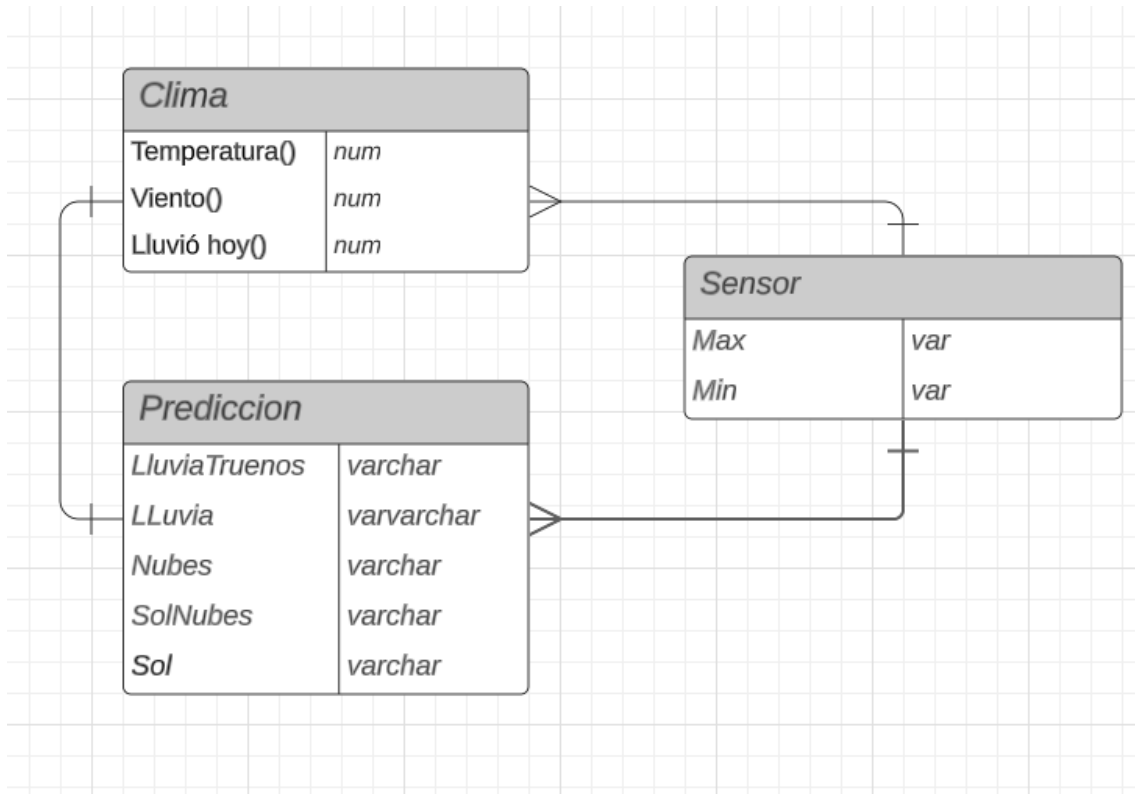 Clima
Temperatura() num
Viento() num
Lluvió hoy() num
Sensor
Max var
Min var
Prediccion
LluviaTruenos varchar
LLuvia varvarchar
Nubes varchar
SolNubes varchar
Sol varchar